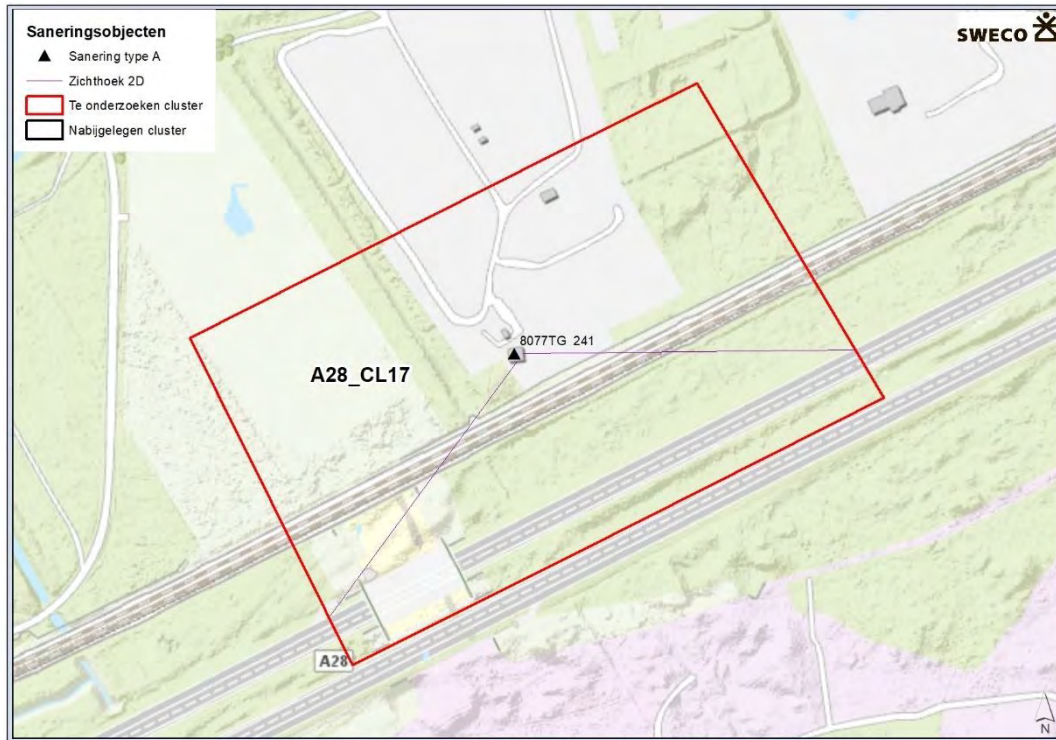 Saneringsobjecten
Sanering type A
Zichthoek 2D
Te onderzoeken cluster
Nabijgelegen cluster
SWECO
8077TG 241
A28_CL17
A28
N